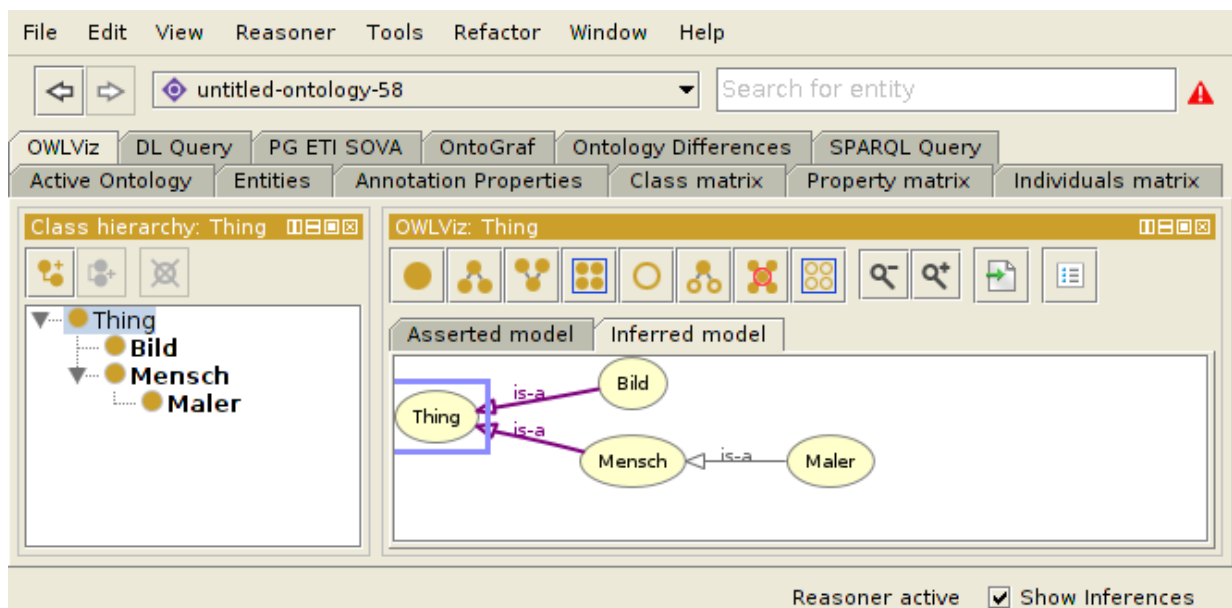 File Edit View Reasoner Tools Refactor Window Help
untitled-ontology-58 Search for entity
OWLViz DL Query PG ETI SOVA OntoGraf Ontology Differences SPARQL Query
Active Ontology Entities Annotation Properties Class matrix Property matrix Individuals matrix
Class hierarchy: Thing
Thing
Bild
Mensch
Maler
OWLViz: Thing
Asserted model Inferred model
Bild
is-a
Thing
is-a
Mensch is-a Maler
Reasoner active Show Inferences